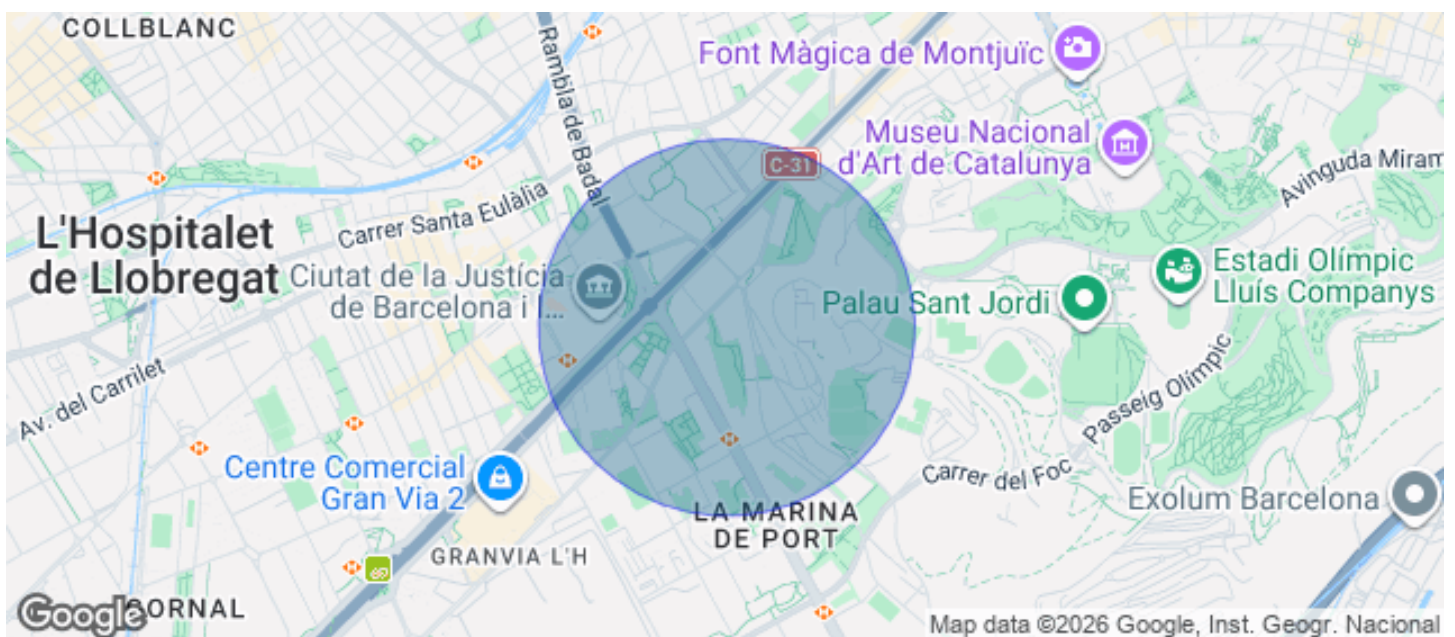 COLLBLANC
Rambla de Badal
Font Màgica de Montjuïc
Museu Nacional
d'Art de Catalunya
C-31
Avinguda Miram
Carrer Santa Eulàlia
L'Hospitalet
de Llobregat
Ciutat de la Justícia
de Barcelona i l...
Palau Sant Jordi
Estadi Olímpic
Lluís Companys
Av. del Carrilet
Passeig Olímpic
Centre Comercial
Gran Via 2
Carrer del Foc
Exolum Barcelona
LA MARINA
DE PORT
GRANVIA L'H
GORNAL
Google
Map data ©2026 Google, Inst. Geogr. Nacional